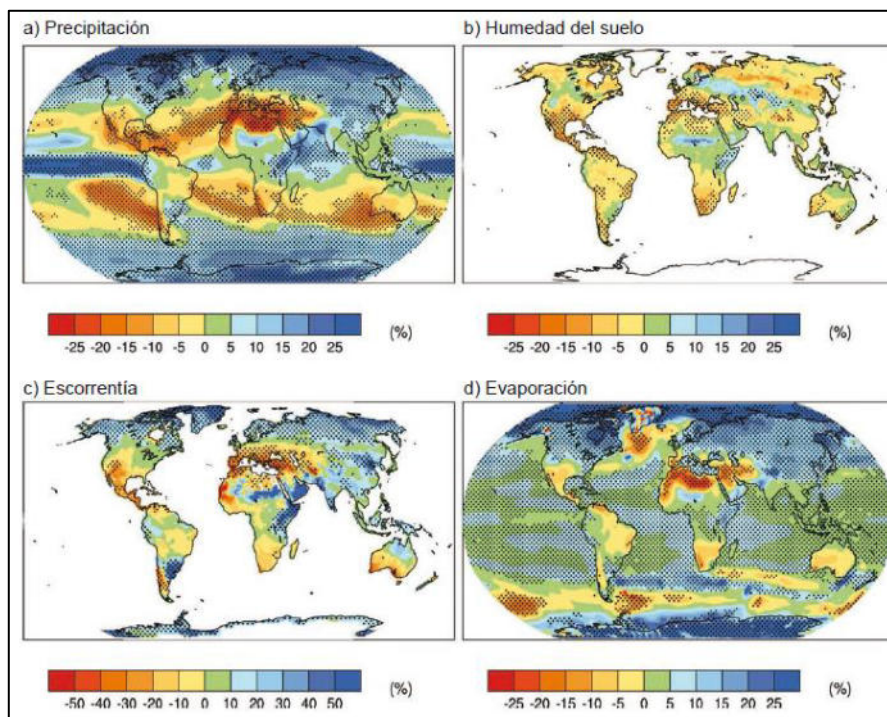 a) Precipitación
b) Humedad del suelo
-25 -20 -15 -10 -5 0 5 10 15 20 25 (%)
-25 -20 -15 -10 -5 0 5 10 15 20 25 (%)
c) Escorrentía
d) Evaporación
-50 -40 -30 -20 -10 0 10 20 30 40 50 (%)
-25 -20 -15 -10 -5 0 5 10 15 20 25 (%)